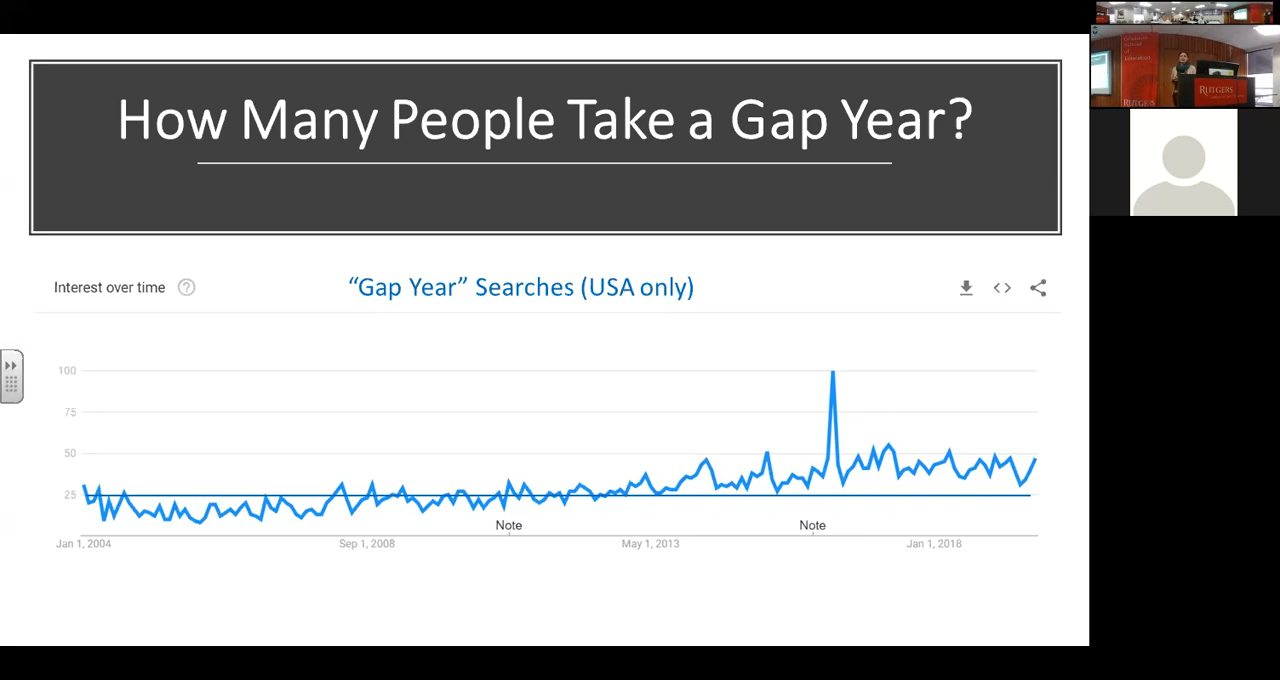 How Many People Take a Gap Year?
Interest over time ?
“Gap Year” Searches (USA only)
100
75
50
25
Note
Note
Jan 1, 2004
Sep 1, 2008
May 1, 2013
Jan 1, 2018
RUTGERS
RUTGERS